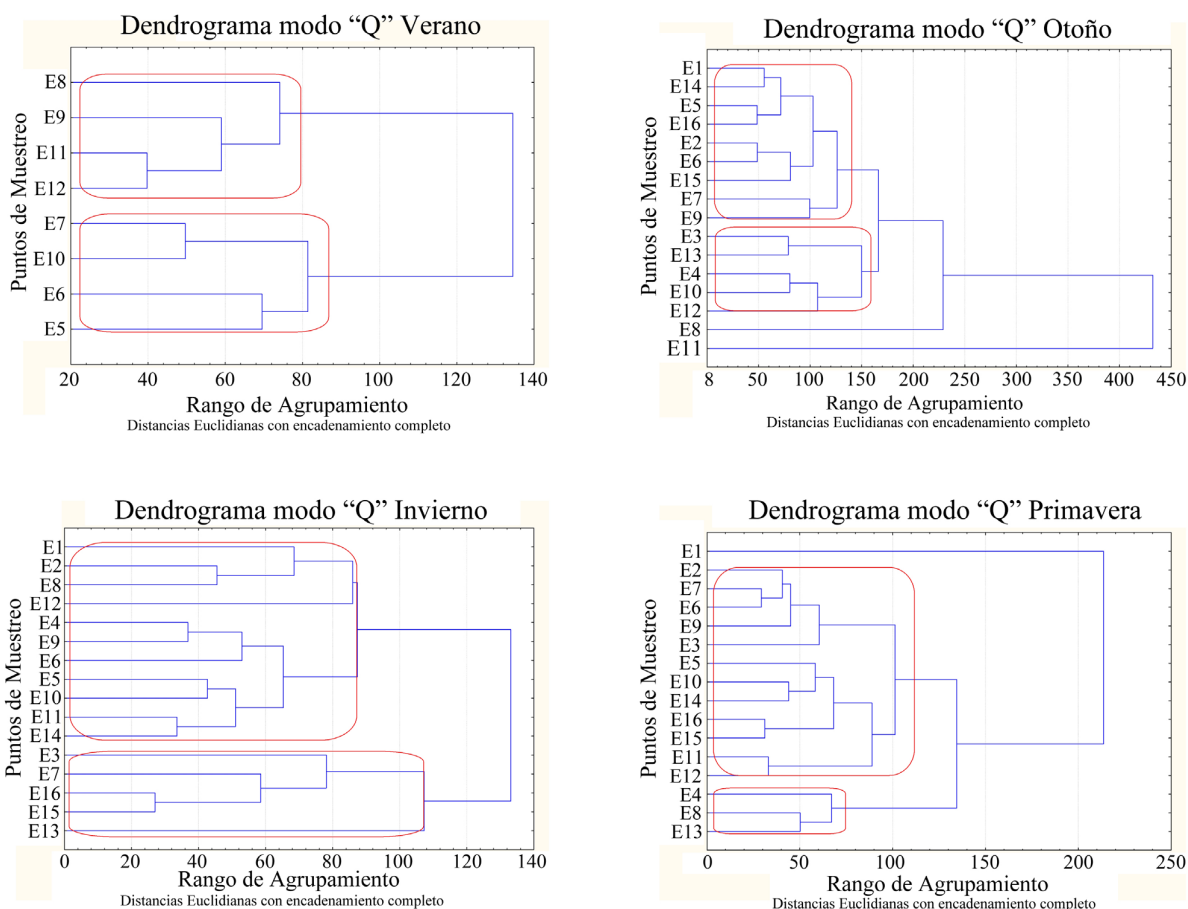 Dendrograma modo “Q” Verano
Puntos de Muestreo
E8
E9
E11
E12
E7
E10
E6
E5
20 40 60 80 100 120 140
Rango de Agrupamiento
Distancias Euclidianas con encadenamiento completo
Dendrograma modo “Q” Otoño
Puntos de Muestreo
E1
E14
E5
E16
E2
E6
E15
E7
E9
E3
E13
E4
E10
E12
E8
E11
8 50 100 150 200 250 300 350 400 450
Rango de Agrupamiento
Distancias Euclidianas con encadenamiento completo
Dendrograma modo “Q” Invierno
Puntos de Muestreo
E1
E2
E8
E12
E4
E9
E6
E5
E10
E11
E14
E3
E7
E16
E15
E13
0 20 40 60 80 100 120 140
Rango de Agrupamiento
Distancias Euclidianas con encadenamiento completo
Dendrograma modo “Q” Primavera
Puntos de Muestreo
E1
E2
E7
E6
E9
E3
E5
E10
E14
E16
E15
E11
E12
E4
E8
E13
0 50 100 150 200 250
Rango de Agrupamiento
Distancias Euclidianas con encadenamiento completo